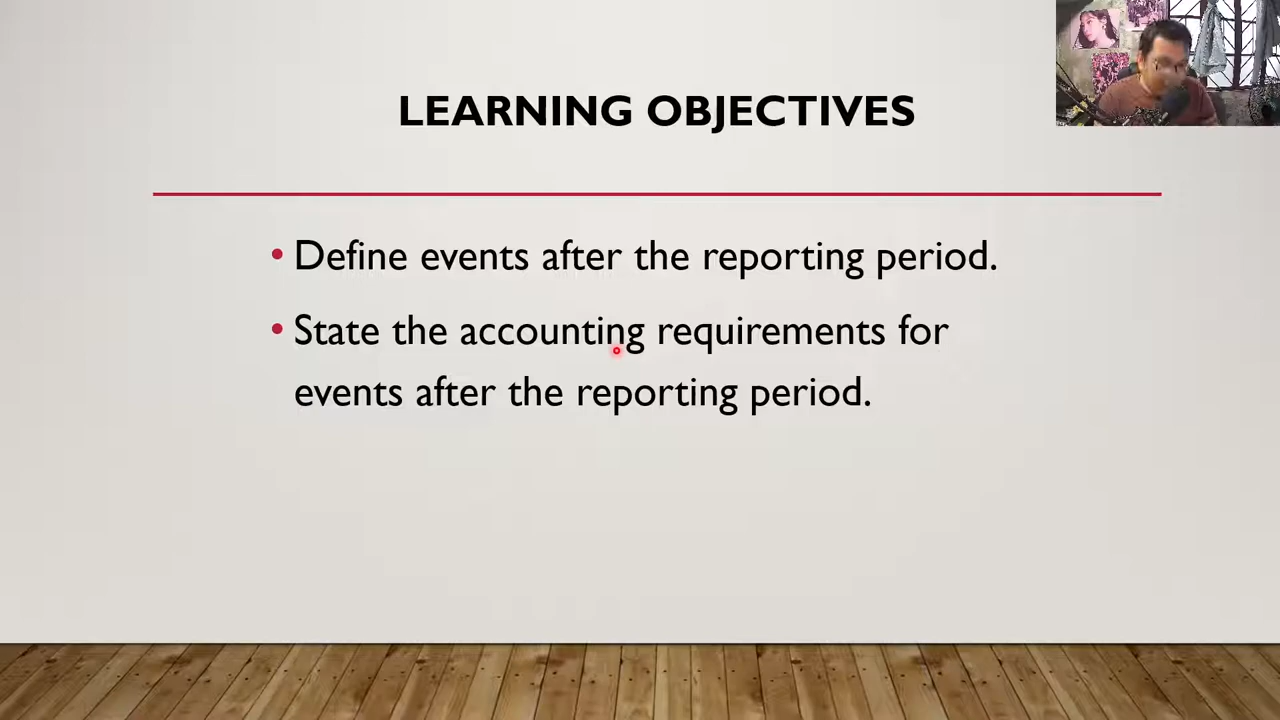 LEARNING OBJECTIVES
• Define events after the reporting period.
• State the accounting requirements for
events after the reporting period.